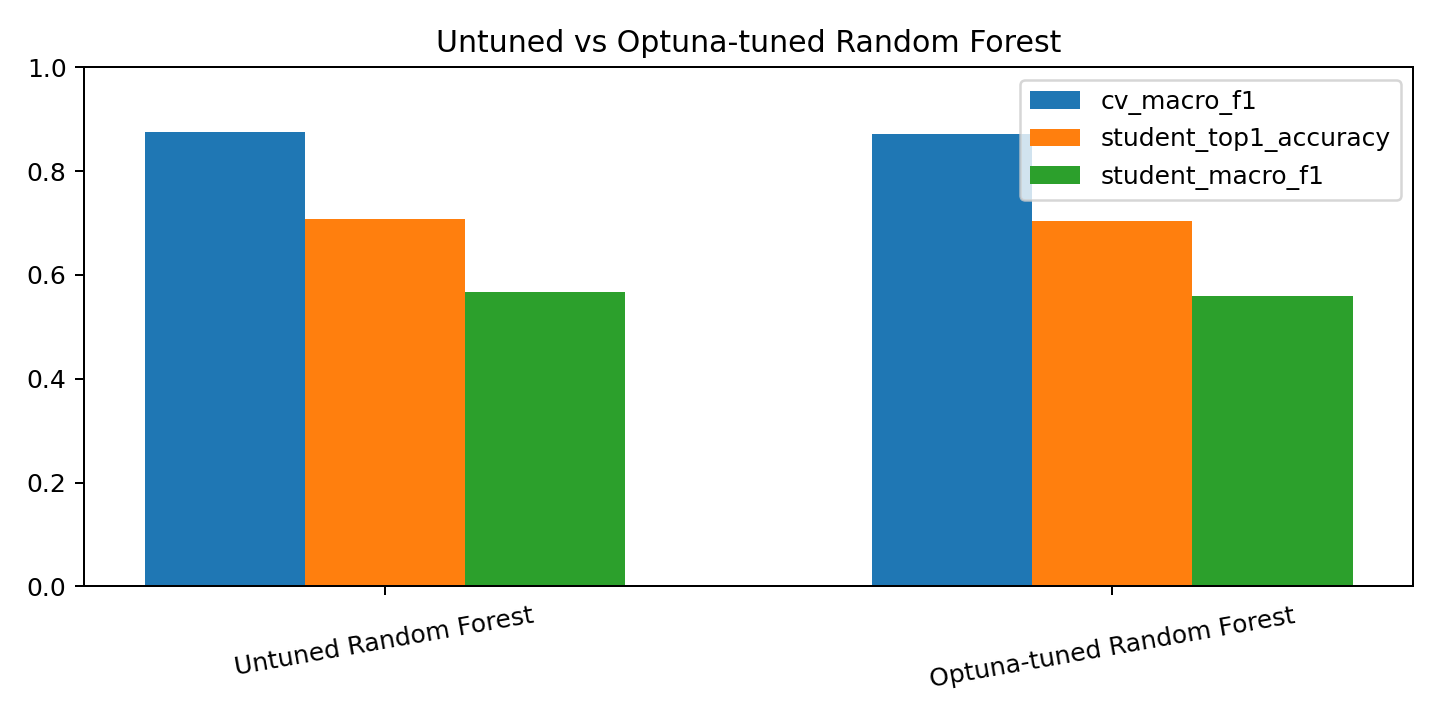 Untuned vs Optuna-tuned Random Forest
1.0
0.8
0.6
0.4
0.2
0.0
cv_macro_f1
student_top1_accuracy
student_macro_f1
Untuned Random Forest
Optuna-tuned Random Forest